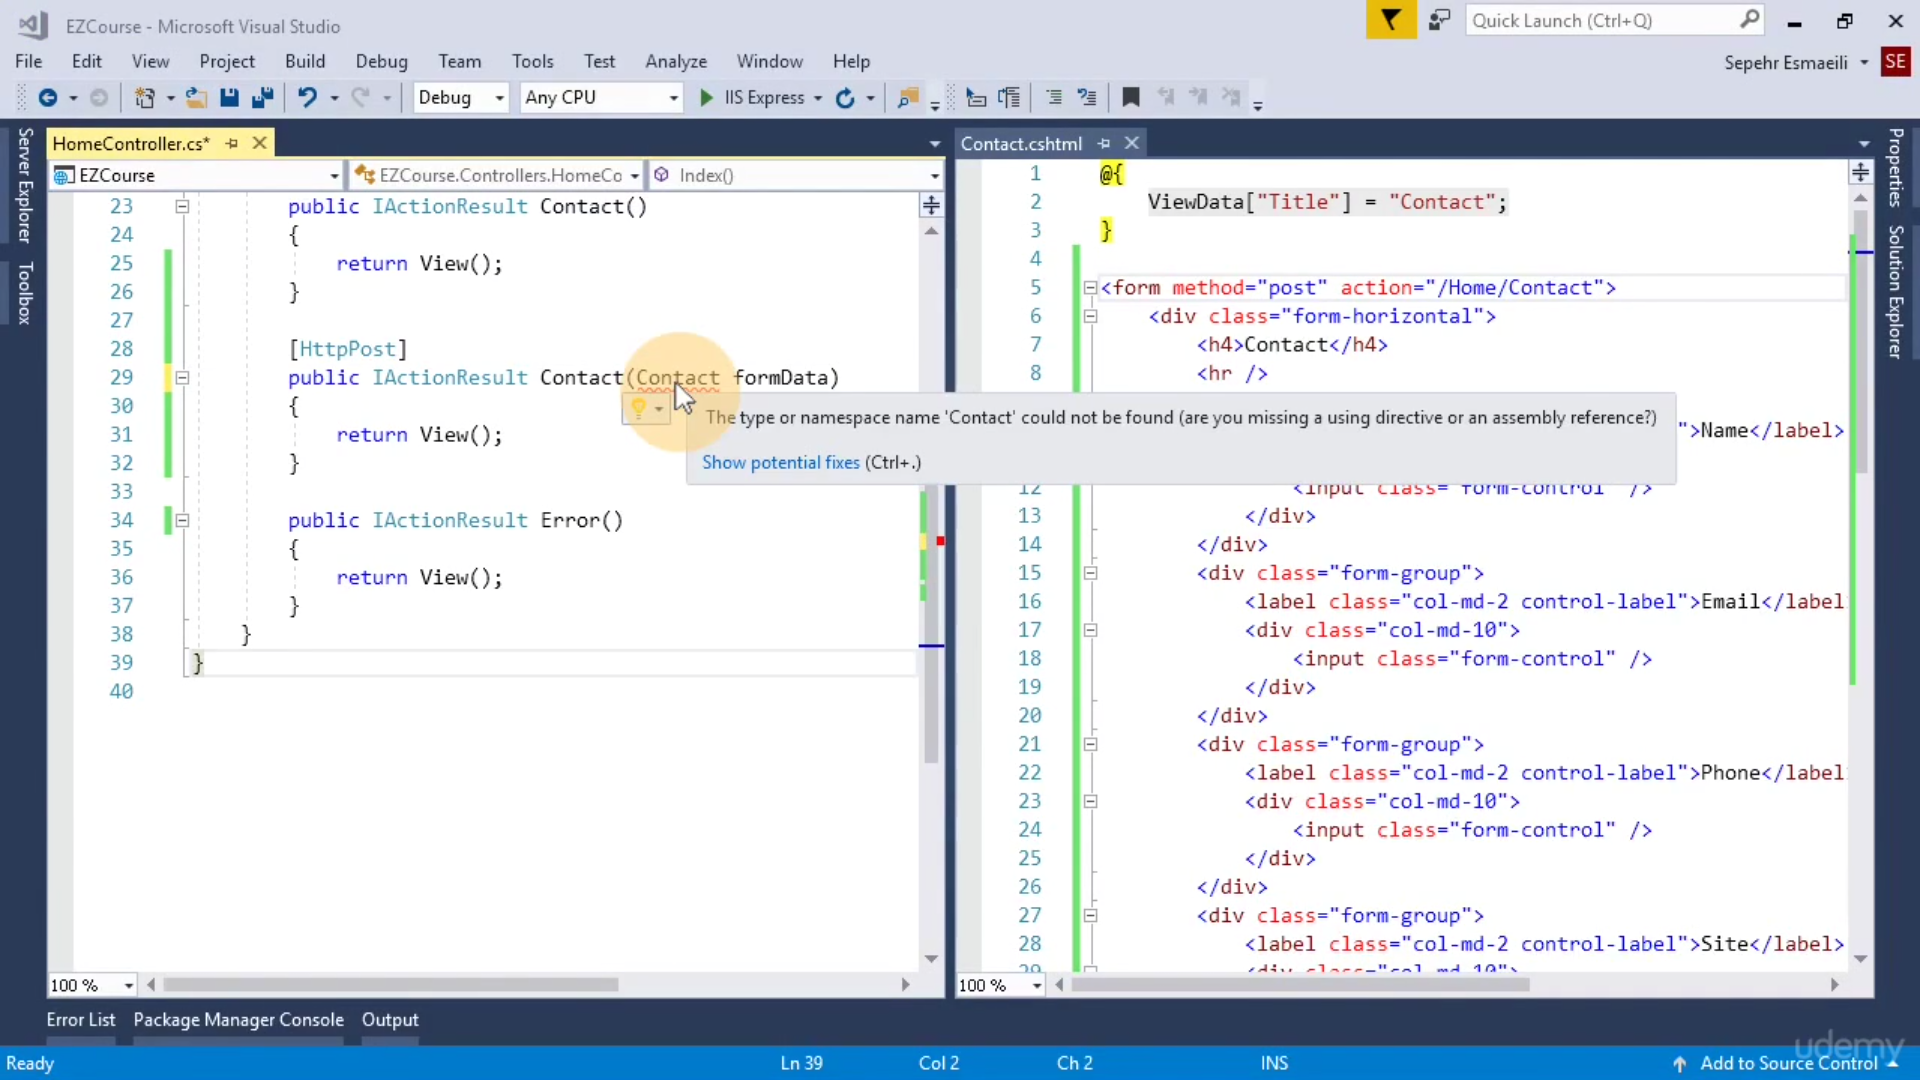 EZCourse - Microsoft Visual Studio
Quick Launch (Ctrl+Q)
File Edit View Project Build Debug Team Tools Test Analyze Window Help
Sepehr Esmaeili SE
Debug Any CPU IIS Express
Server Explorer
Toolbox
HomeController.cs*
EZCourse EZCourse.Controllers.HomeCo Index()
23 public IActionResult Contact()
24 {
25 return View();
26 }
27
28 [HttpPost]
29 public IActionResult Contact(Contact formData)
30 {
31 return View();
32 }
33
34 public IActionResult Error()
35 {
36 return View();
37 }
38 }
39 }
40
100 %
The type or namespace name 'Contact' could not be found (are you missing a using directive or an assembly reference?)
Show potential fixes (Ctrl+.)
Contact.cshtml
1 @{
2 ViewData["Title"] = "Contact";
3 }
4
5 <form method="post" action="/Home/Contact">
6 <div class="form-horizontal">
7 <h4>Contact</h4>
8 <hr />
">Name</label>
12 <input class="form-control" />
13 </div>
14 </div>
15 <div class="form-group">
16 <label class="col-md-2 control-label">Email</label
17 <div class="col-md-10">
18 <input class="form-control" />
19 </div>
20 </div>
21 <div class="form-group">
22 <label class="col-md-2 control-label">Phone</label
23 <div class="col-md-10">
24 <input class="form-control" />
25 </div>
26 </div>
27 <div class="form-group">
28 <label class="col-md-2 control-label">Site</label>
29 <div class="col-md-10">
100 %
Properties
Solution Explorer
Error List Package Manager Console Output
Ready Ln 39 Col 2 Ch 2 INS Add to Source Control
udemy